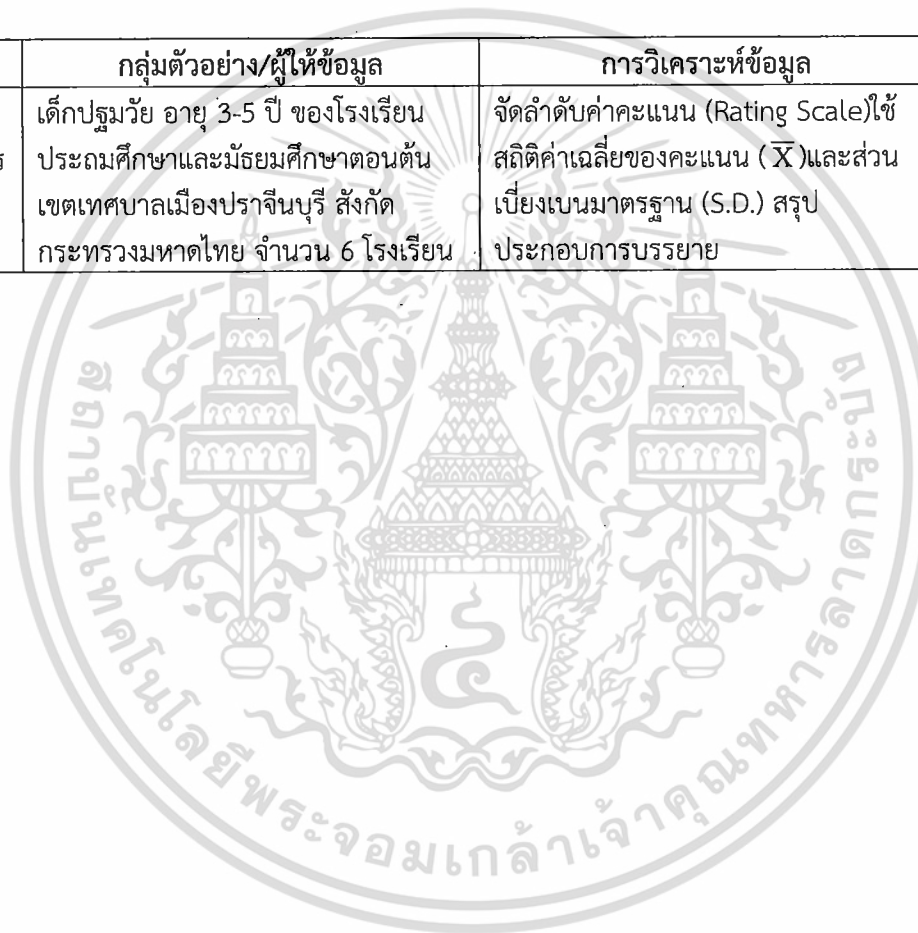 กลุ่มตัวอย่าง/ผู้ให้ข้อมูล
การวิเคราะห์ข้อมูล
เด็กปฐมวัย อายุ 3-5 ปี ของโรงเรียน
ประถมศึกษาและมัธยมศึกษาตอนต้น
เขตเทศบาลเมืองปราจีนบุรี สังกัด
กระทรวงมหาดไทย จำนวน 6 โรงเรียน
จัดลำดับค่าคะแนน (Rating Scale)ใช้
สถิติค่าเฉลี่ยของคะแนน ( X̅ )และส่วน
เบี่ยงเบนมาตรฐาน (S.D.) สรุป
ประกอบการบรรยาย
สถาบันเทคโนโลยีพระจอมเกล้าเจ้าคุณทหารลาดกระบัง